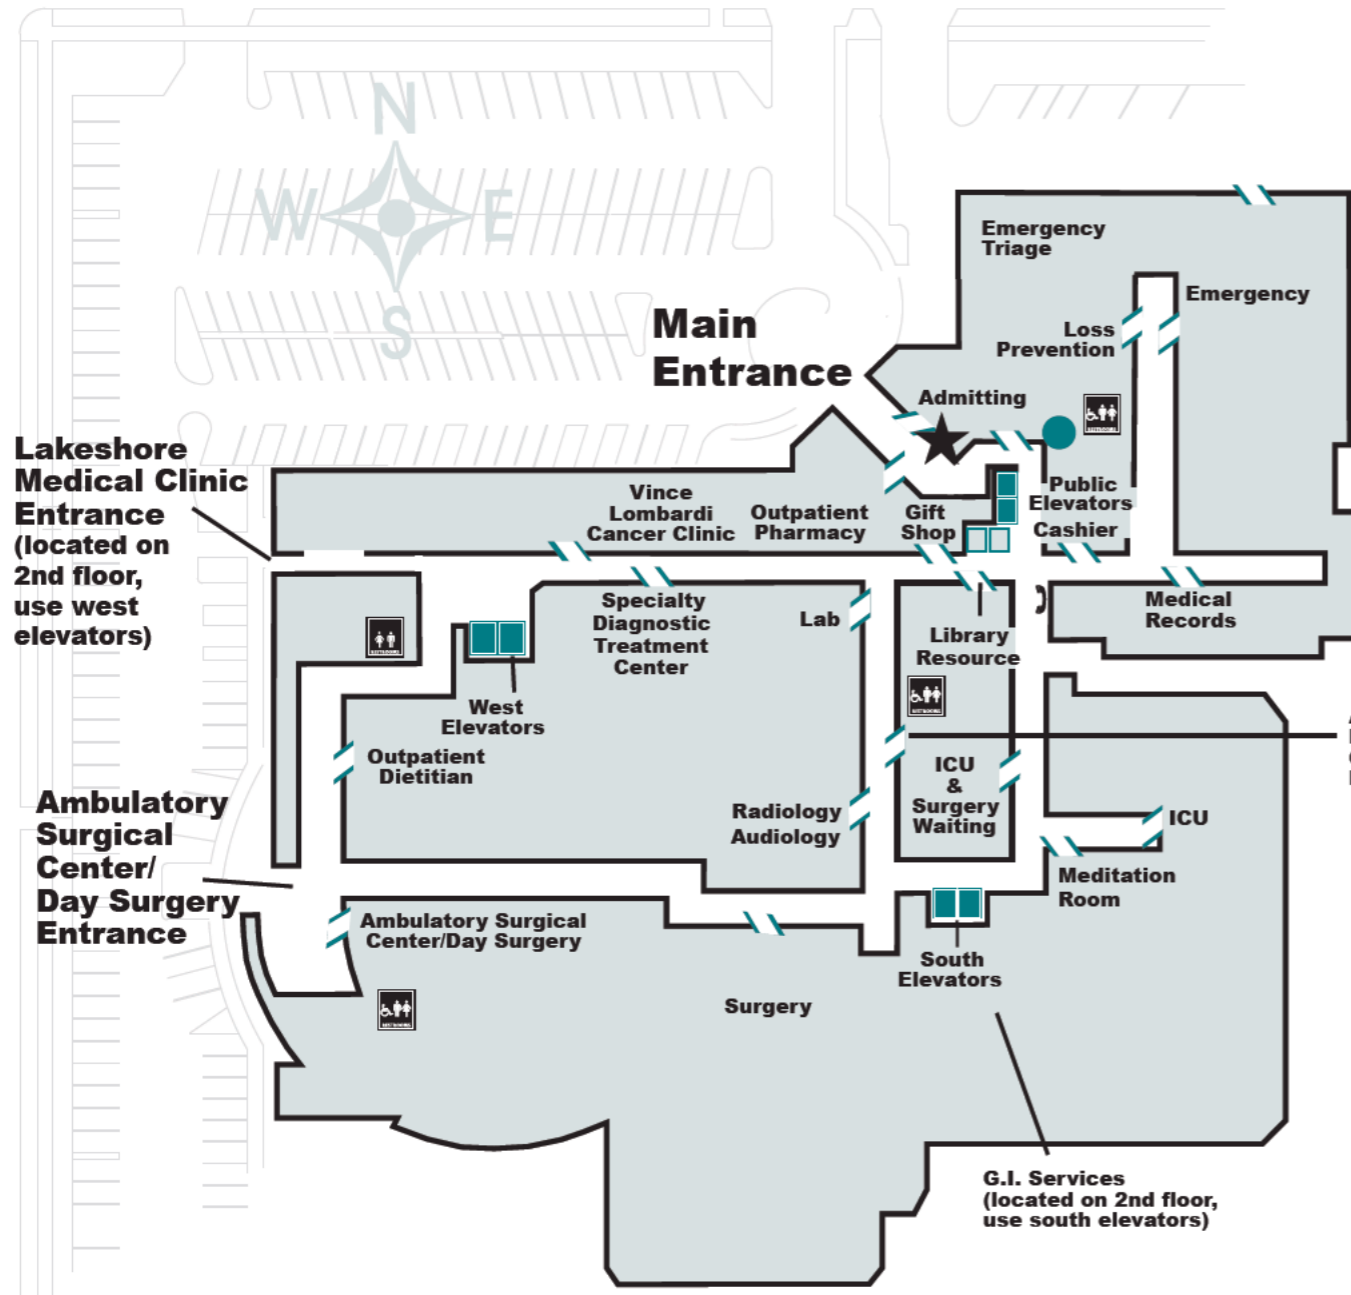 N
W
E
S
Emergency
Triage
Emergency
Loss
Prevention
Main
Entrance
Admitting
Lakeshore
Medical Clinic
Entrance
(located on
2nd floor,
use west
elevators)
Vince
Lombardi
Cancer Clinic
Outpatient
Pharmacy
Gift
Shop
Public
Elevators
Cashier
Specialty
Diagnostic
Treatment
Center
Lab
Library
Resource
Medical
Records
West
Elevators
Outpatient
Dietitian
ICU
&
Surgery
Waiting
Radiology
Audiology
ICU
Meditation
Room
Ambulatory
Surgical
Center/
Day Surgery
Entrance
Ambulatory Surgical
Center/Day Surgery
South
Elevators
Surgery
G.I. Services
(located on 2nd floor,
use south elevators)